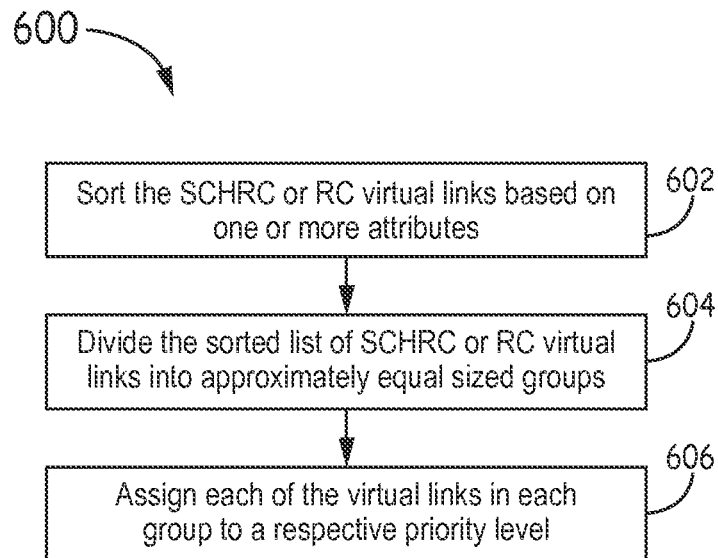 600
Sort the SCHRC or RC virtual links based on
one or more attributes
602
Divide the sorted list of SCHRC or RC virtual
links into approximately equal sized groups
604
Assign each of the virtual links in each
group to a respective priority level
606